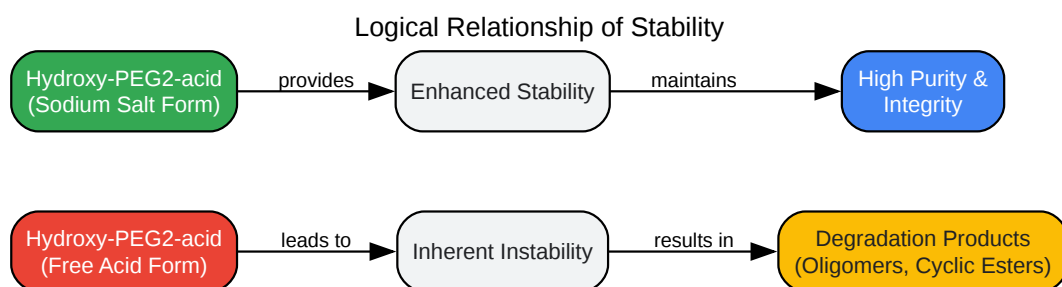 Logical Relationship of Stability
Hydroxy-PEG2-acid
(Sodium Salt Form)
provides
Enhanced Stability
maintains
High Purity &
Integrity
Hydroxy-PEG2-acid
(Free Acid Form)
leads to
Inherent Instability
results in
Degradation Products
(Oligomers, Cyclic Esters)